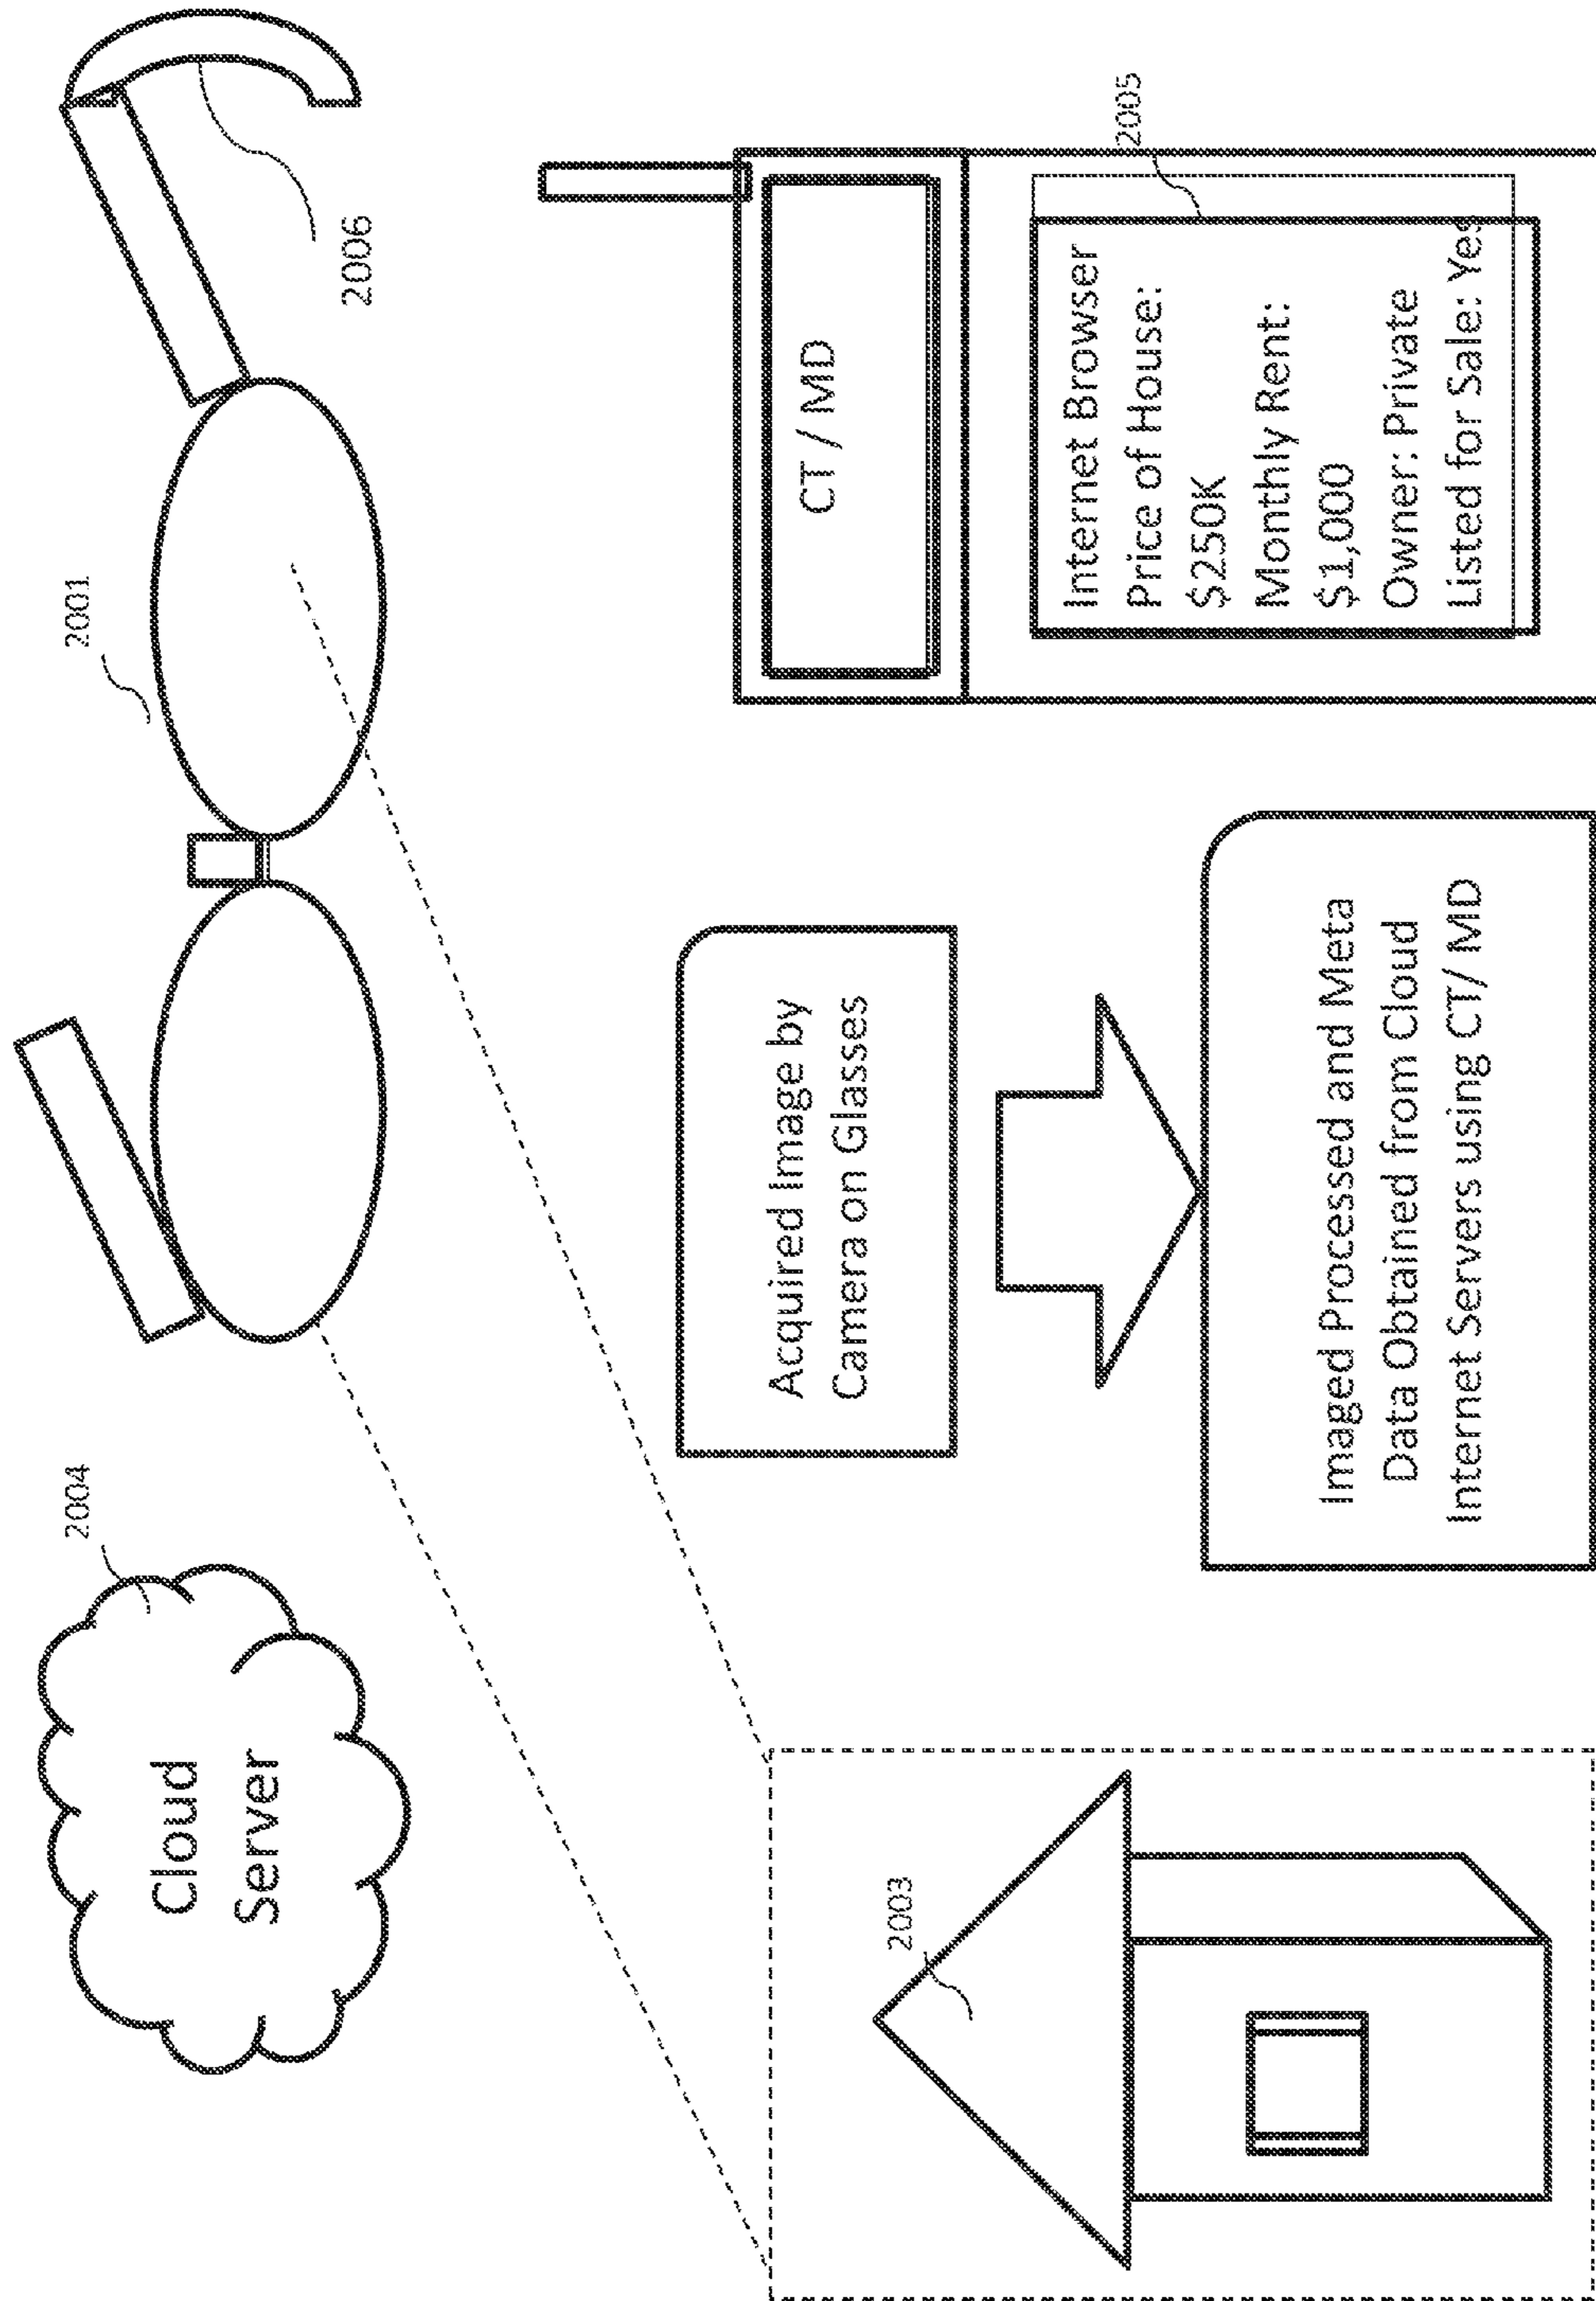 2004
Cloud
Server
2001
2006
2003
Acquired Image by
Camera on Glasses
Imaged Processed and Meta
Data Obtained from Cloud
Internet Servers using CT/ MD
CT / MD
2005
Internet Browser
Price of House:
$250K
Monthly Rent:
$1,000
Owner: Private
Listed for Sale: Yes